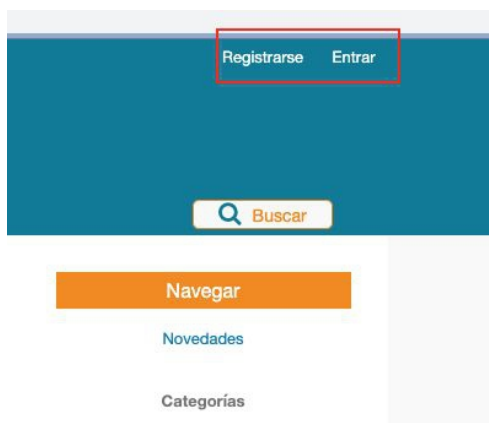 Registrarse Entrar
Buscar
Navegar
Novedades
Categorías